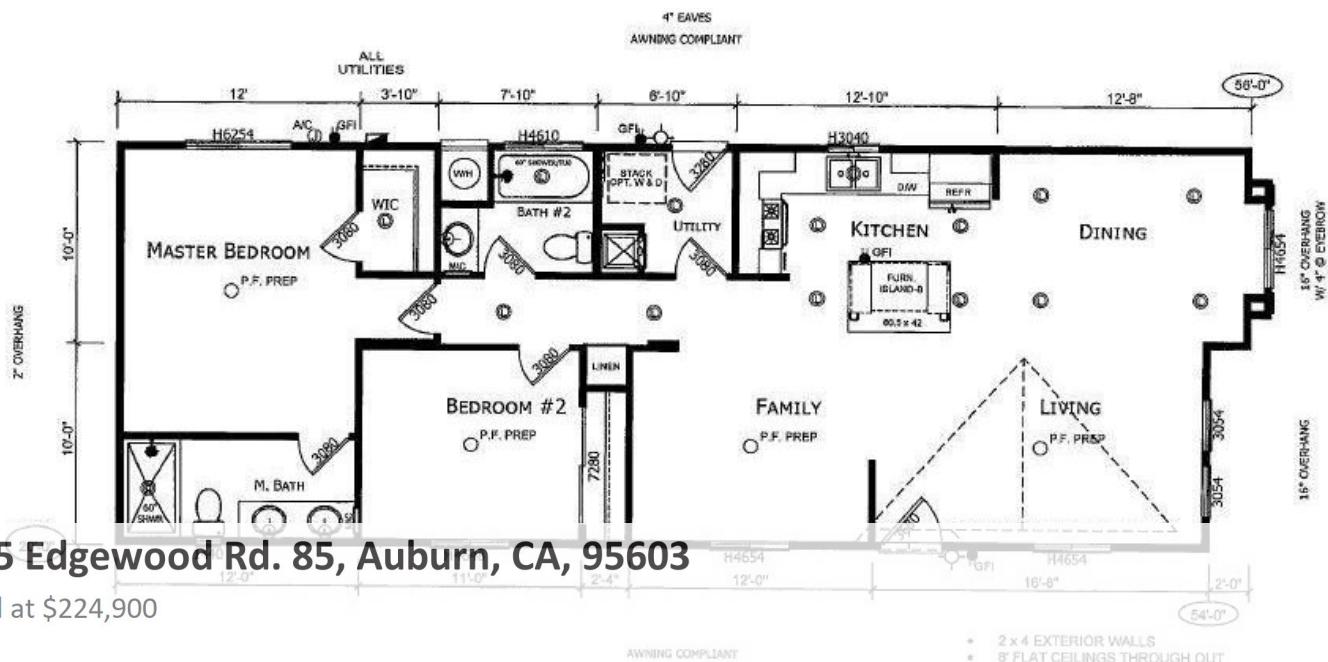 4" EAVES
AWNING COMPLIANT
ALL
UTILITIES
12'
3'-10"
7'-10"
6'-10"
12'-10"
12'-8"
56'-0"
H6254
A/C
GFI
H4610
GFI
H3040
WH
60" SHOWER/TUB
STACK
OPT. W & D
3280
D/W
REFR
WIC
BATH #2
UTILITY
KITCHEN
DINING
3080
MASTER BEDROOM
10'-0"
M/C
3080
3080
GFI
H4654
16" OVERHANG
W/ 4" @ EYEBROW
P.F. PREP
FURN.
ISLAND-B
60.5 x 42
3080
2" OVERHANG
3080
LINEN
BEDROOM #2
FAMILY
LIVING
P.F. PREP
P.F. PREP
P.F. PREP
10'-0"
3080
7280
3054
3054
16" OVERHANG
M. BATH
60"
SHWR
5 Edgewood Rd. 85, Auburn, CA, 95603
H4654
GFI
H4654
12'-0"
11'-0"
2'-4"
12'-0"
16'-8"
2'-0"
at $224,900
54'-0"
AWNING COMPLIANT
• 2 x 4 EXTERIOR WALLS
• 8' FLAT CEILINGS THROUGH OUT